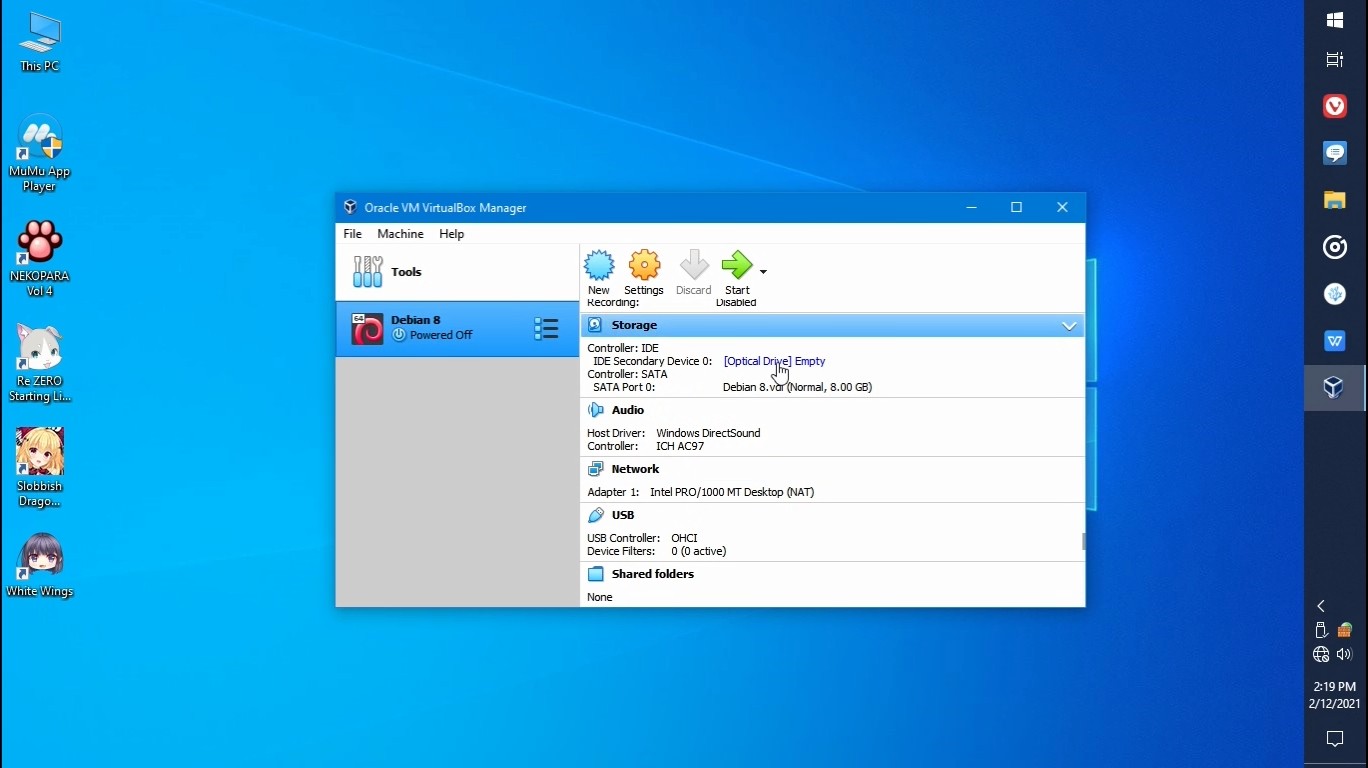 This PC
MuMu App
Player
NEKOPARA
Vol 4
Re ZERO
Starting Li...
Slobbish
Drago...
White Wings
Oracle VM VirtualBox Manager
File Machine Help
Tools
64
Debian 8
Powered Off
New Settings Discard Start
Recording: Disabled
Storage
Controller: IDE
IDE Secondary Device 0: [Optical Drive] Empty
Controller: SATA
SATA Port 0: Debian 8.vdi (Normal, 8.00 GB)
Audio
Host Driver: Windows DirectSound
Controller: ICH AC97
Network
Adapter 1: Intel PRO/1000 MT Desktop (NAT)
USB
USB Controller: OHCI
Device Filters: 0 (0 active)
Shared folders
None
2:19 PM
2/12/2021